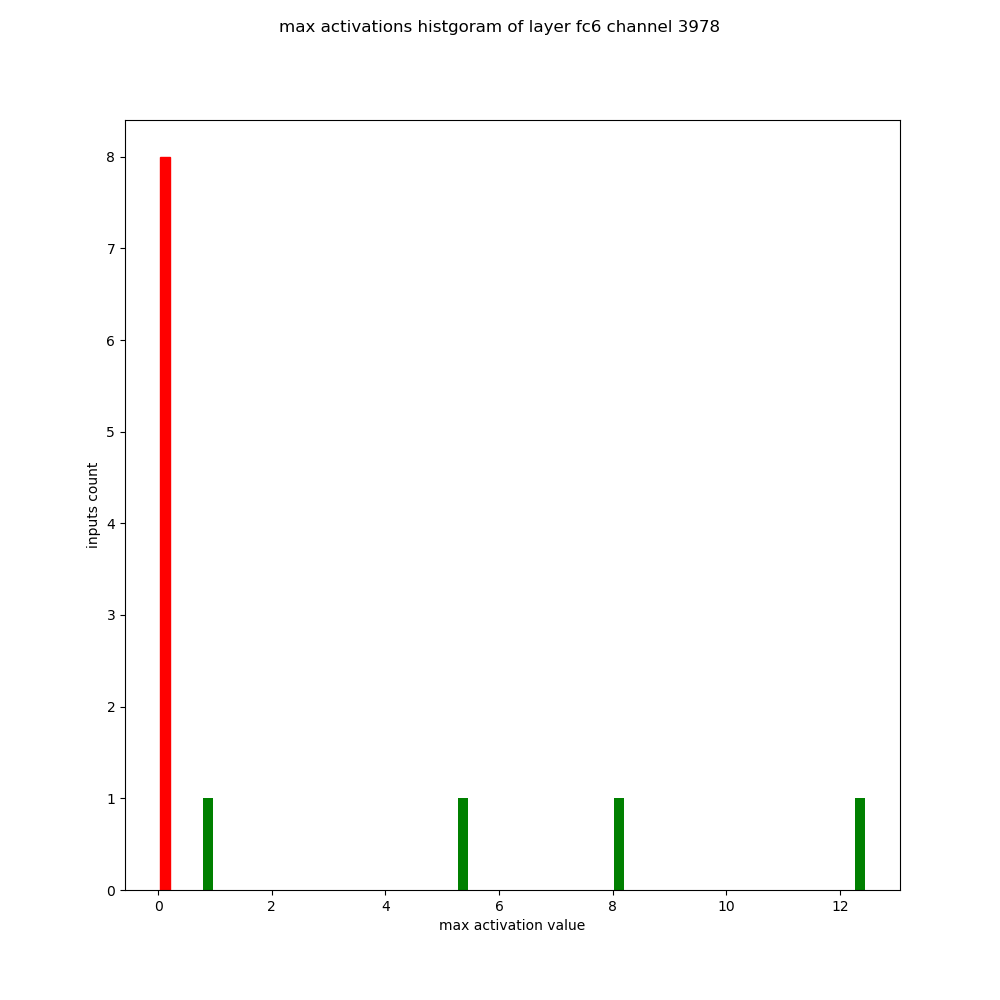 max activations histgoram of layer fc6 channel 3978
8
7
6
5
4
3
2
1
0
inputs count
0 2 4 6 8 10 12
max activation value